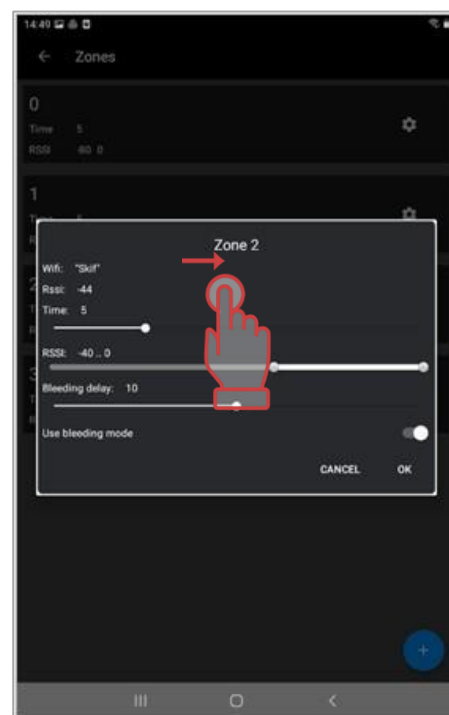 14:49
Zones
0
Time 5
RSSI -80 0
1
Zone 2
Wifi: "Skif"
Rssi: -44
Time: 5
RSSI: -40 .. 0
Bleeding delay: 10
Use bleeding mode
CANCEL OK
+